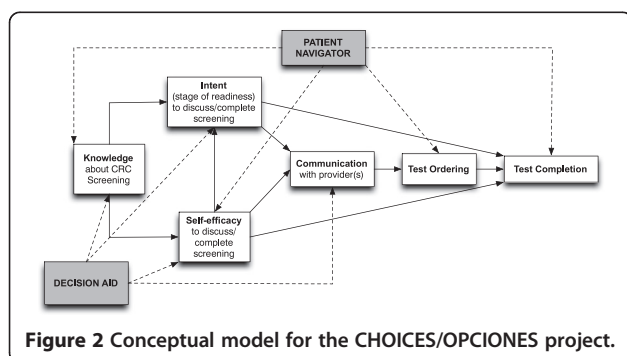 PATIENT
NAVIGATOR
Intent
(stage of readiness)
to discuss/complete
screening
Knowledge
about CRC
Screening
Communication
with provider(s)
Test Ordering
Test Completion
Self-efficacy
to discuss/
complete
screening
DECISION AID
Figure 2 Conceptual model for the CHOICES/OPCIONES project.